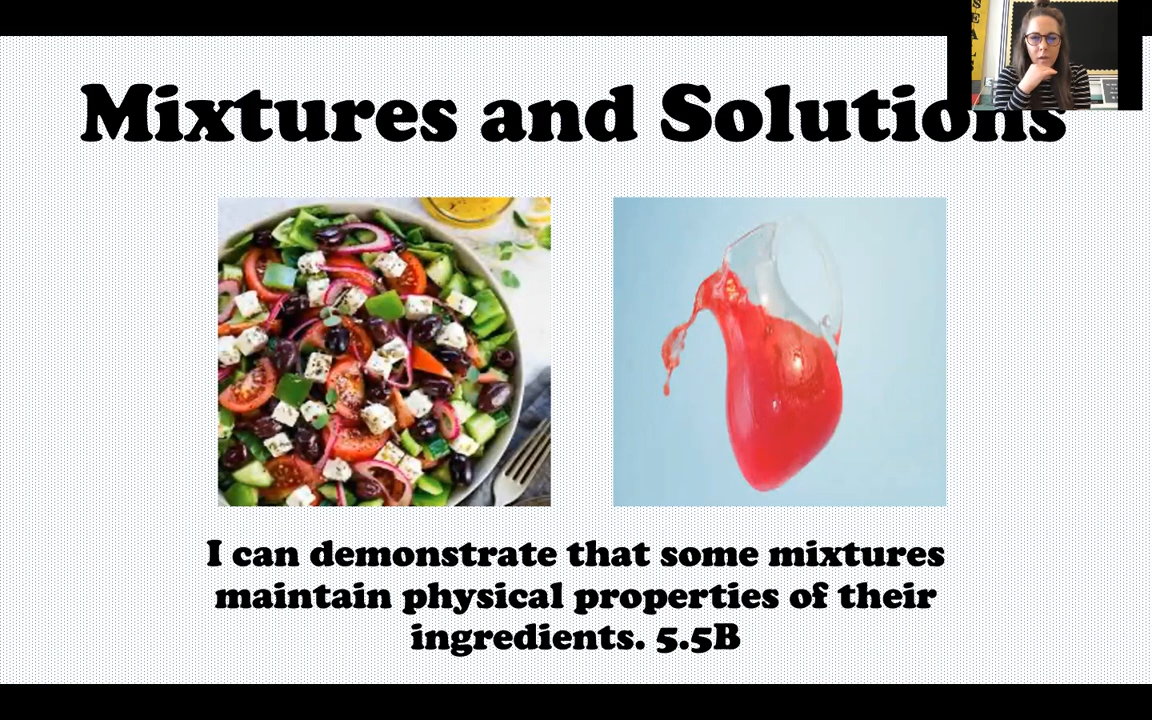 Mixtures and Solutions
I can demonstrate that some mixtures
maintain physical properties of their
ingredients. 5.5B